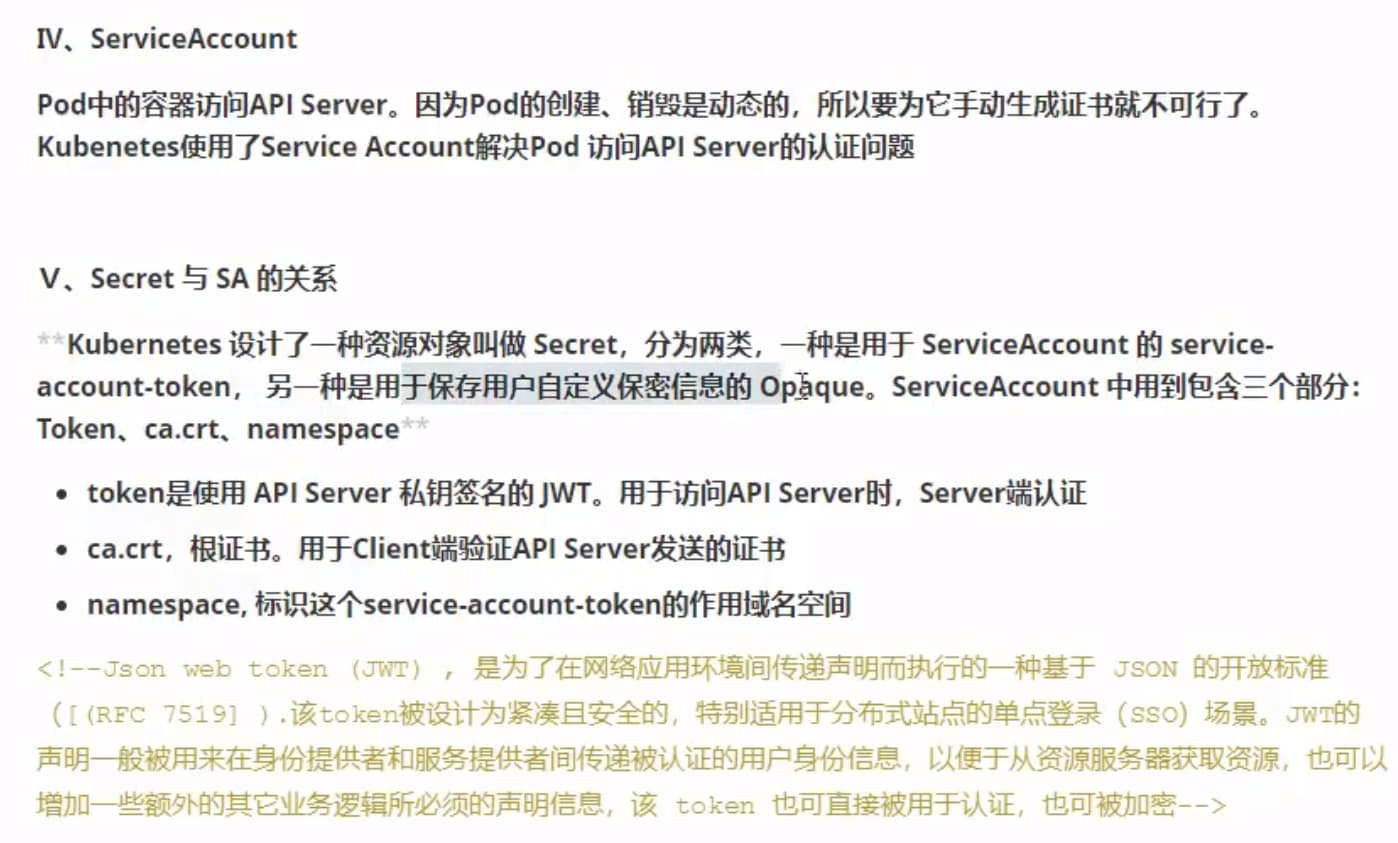 Ⅳ、ServiceAccount
Pod中的容器访问API Server。因为Pod的创建、销毁是动态的，所以要为它手动生成证书就不可行了。
Kubenetes使用了Service Account解决Pod 访问API Server的认证问题
Ⅴ、Secret 与 SA 的关系
**Kubernetes 设计了一种资源对象叫做 Secret，分为两类，一种是用于 ServiceAccount 的 service-
account-token， 另一种是用于保存用户自定义保密信息的 Opaque。ServiceAccount 中用到包含三个部分：
Token、ca.crt、namespace**
• token是使用 API Server 私钥签名的 JWT。用于访问API Server时，Server端认证
• ca.crt，根证书。用于Client端验证API Server发送的证书
• namespace, 标识这个service-account-token的作用域名空间
<!--Json web token (JWT) , 是为了在网络应用环境间传递声明而执行的一种基于 JSON 的开放标准
（[(RFC 7519] ).该token被设计为紧凑且安全的，特别适用于分布式站点的单点登录（SSO）场景。JWT的
声明一般被用来在身份提供者和服务提供者间传递被认证的用户身份信息，以便于从资源服务器获取资源，也可以
增加一些额外的其它业务逻辑所必须的声明信息，该 token 也可直接被用于认证，也可被加密-->